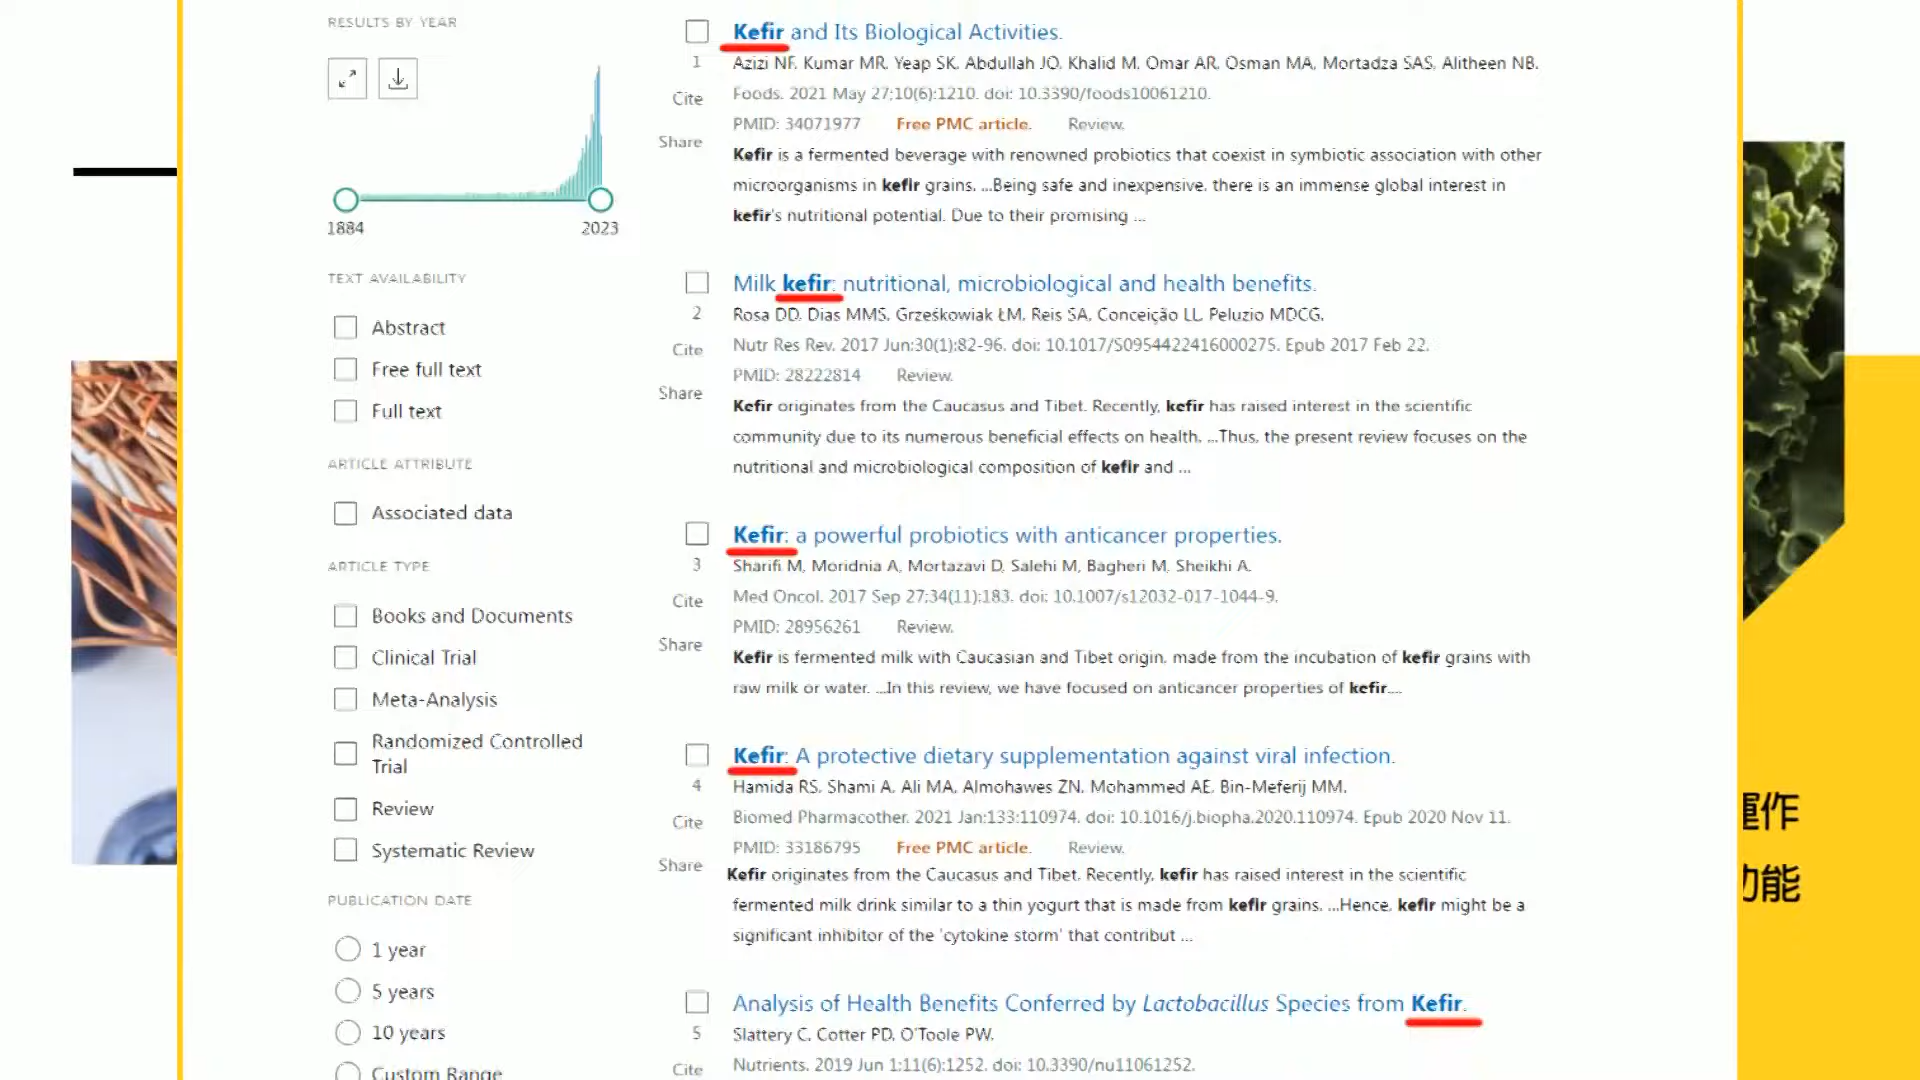 RESULTS BY YEAR
1884
2023
TEXT AVAILABILITY
Abstract
Free full text
Full text
ARTICLE ATTRIBUTE
Associated data
ARTICLE TYPE
Books and Documents
Clinical Trial
Meta-Analysis
Randomized Controlled
Trial
Review
Systematic Review
PUBLICATION DATE
1 year
5 years
10 years
Custom Range
Kefir and Its Biological Activities.
1
Azizi NF, Kumar MR, Yeap SK, Abdullah JO, Khalid M, Omar AR, Osman MA, Mortadza SAS, Alitheen NB.
Cite
Foods. 2021 May 27;10(6):1210. doi: 10.3390/foods10061210.
PMID: 34071977 Free PMC article. Review.
Share
Kefir is a fermented beverage with renowned probiotics that coexist in symbiotic association with other
microorganisms in kefir grains. ...Being safe and inexpensive, there is an immense global interest in
kefir's nutritional potential. Due to their promising ...
Milk kefir: nutritional, microbiological and health benefits.
2
Rosa DD, Dias MMS, Grześkowiak ŁM, Reis SA, Conceição LL, Peluzio MDCG.
Cite
Nutr Res Rev. 2017 Jun;30(1):82-96. doi: 10.1017/S0954422416000275. Epub 2017 Feb 22.
PMID: 28222814 Review.
Share
Kefir originates from the Caucasus and Tibet. Recently, kefir has raised interest in the scientific
community due to its numerous beneficial effects on health. ...Thus, the present review focuses on the
nutritional and microbiological composition of kefir and ...
Kefir: a powerful probiotics with anticancer properties.
3
Sharifi M, Moridnia A, Mortazavi D, Salehi M, Bagheri M, Sheikhi A.
Cite
Med Oncol. 2017 Sep 27;34(11):183. doi: 10.1007/s12032-017-1044-9.
PMID: 28956261 Review.
Share
Kefir is fermented milk with Caucasian and Tibet origin, made from the incubation of kefir grains with
raw milk or water. ...In this review, we have focused on anticancer properties of kefir....
Kefir: A protective dietary supplementation against viral infection.
4
Hamida RS, Shami A, Ali MA, Almohawes ZN, Mohammed AE, Bin-Meferij MM.
Cite
Biomed Pharmacother. 2021 Jan;133:110974. doi: 10.1016/j.biopha.2020.110974. Epub 2020 Nov 11.
PMID: 33186795 Free PMC article. Review.
Share
Kefir originates from the Caucasus and Tibet. Recently, kefir has raised interest in the scientific
fermented milk drink similar to a thin yogurt that is made from kefir grains. ...Hence, kefir might be a
significant inhibitor of the 'cytokine storm' that contribut ...
Analysis of Health Benefits Conferred by Lactobacillus Species from Kefir.
5
Slattery C, Cotter PD, O'Toole PW.
Cite
Nutrients. 2019 Jun 1;11(6):1252. doi: 10.3390/nu11061252.
運作
功能